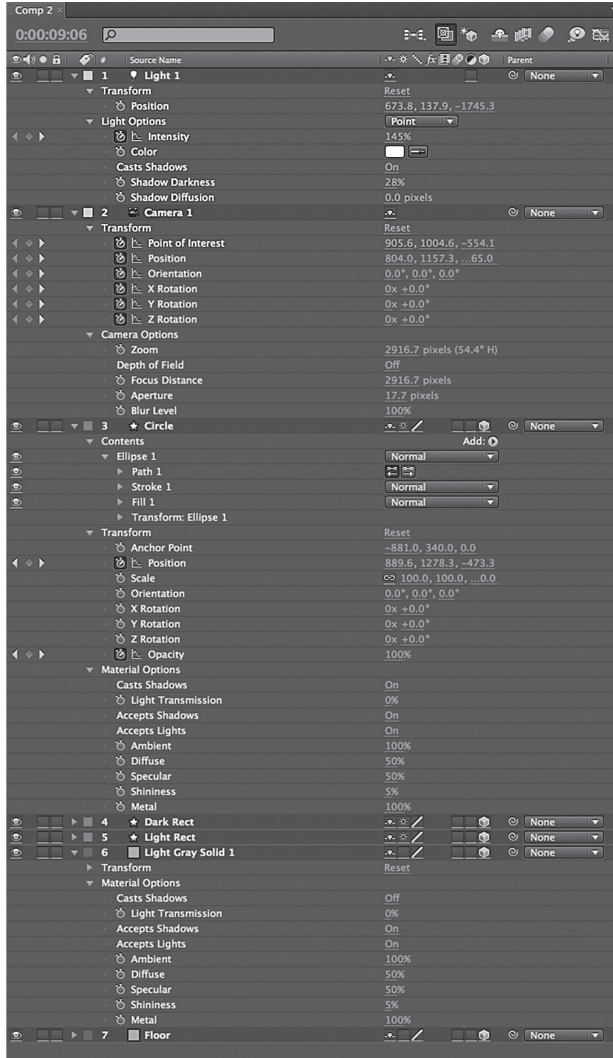 Comp 2
0:00:09:06
# Source Name fx Parent
1 Light 1 None
Transform Reset
Position 673.8, 137.9, -1745.3
Light Options Point
Intensity 145%
Color
Casts Shadows On
Shadow Darkness 28%
Shadow Diffusion 0.0 pixels
2 Camera 1 None
Transform Reset
Point of Interest 905.6, 1004.6, -554.1
Position 804.0, 1157.3, ...65.0
Orientation 0.0°, 0.0°, 0.0°
X Rotation 0x +0.0°
Y Rotation 0x +0.0°
Z Rotation 0x +0.0°
Camera Options
Zoom 2916.7 pixels (54.4° H)
Depth of Field Off
Focus Distance 2916.7 pixels
Aperture 17.7 pixels
Blur Level 100%
3 Circle None
Contents Add:
Ellipse 1 Normal
Path 1
Stroke 1 Normal
Fill 1 Normal
Transform: Ellipse 1
Transform Reset
Anchor Point -881.0, 340.0, 0.0
Position 889.6, 1278.3, -473.3
Scale 100.0, 100.0, ...0.0
Orientation 0.0°, 0.0°, 0.0°
X Rotation 0x +0.0°
Y Rotation 0x +0.0°
Z Rotation 0x +0.0°
Opacity 100%
Material Options
Casts Shadows On
Light Transmission 0%
Accepts Shadows On
Accepts Lights On
Ambient 100%
Diffuse 50%
Specular 50%
Shininess 5%
Metal 100%
4 Dark Rect None
5 Light Rect None
6 Light Gray Solid 1 None
Transform Reset
Material Options
Casts Shadows Off
Light Transmission 0%
Accepts Shadows On
Accepts Lights On
Ambient 100%
Diffuse 50%
Specular 50%
Shininess 5%
Metal 100%
7 Floor None